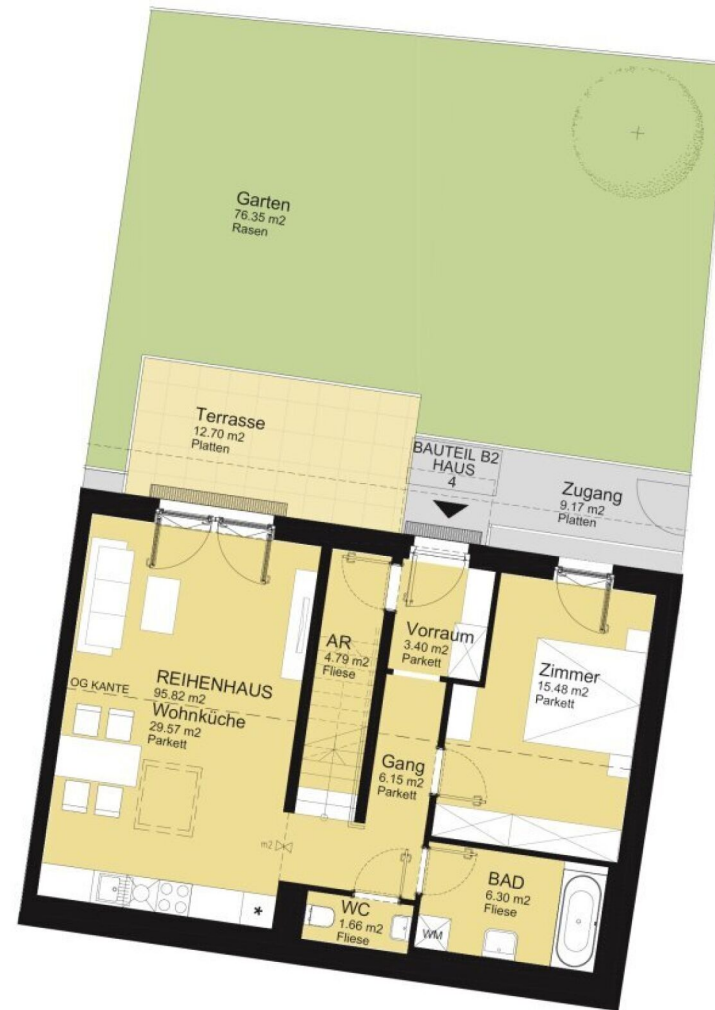 Garten
76.35 m2
Rasen
Terrasse
12.70 m2
Platten
BAUTEIL B2
HAUS
4
Zugang
9.17 m2
Platten
AR
4.79 m2
Fliese
Vorraum
3.40 m2
Parkett
Zimmer
15.48 m2
Parkett
OG KANTE
REIHENHAUS
95.82 m2
Wohnküche
29.57 m2
Parkett
Gang
6.15 m2
Parkett
m2
BAD
6.30 m2
Fliese
WC
1.66 m2
Fliese
WM
*